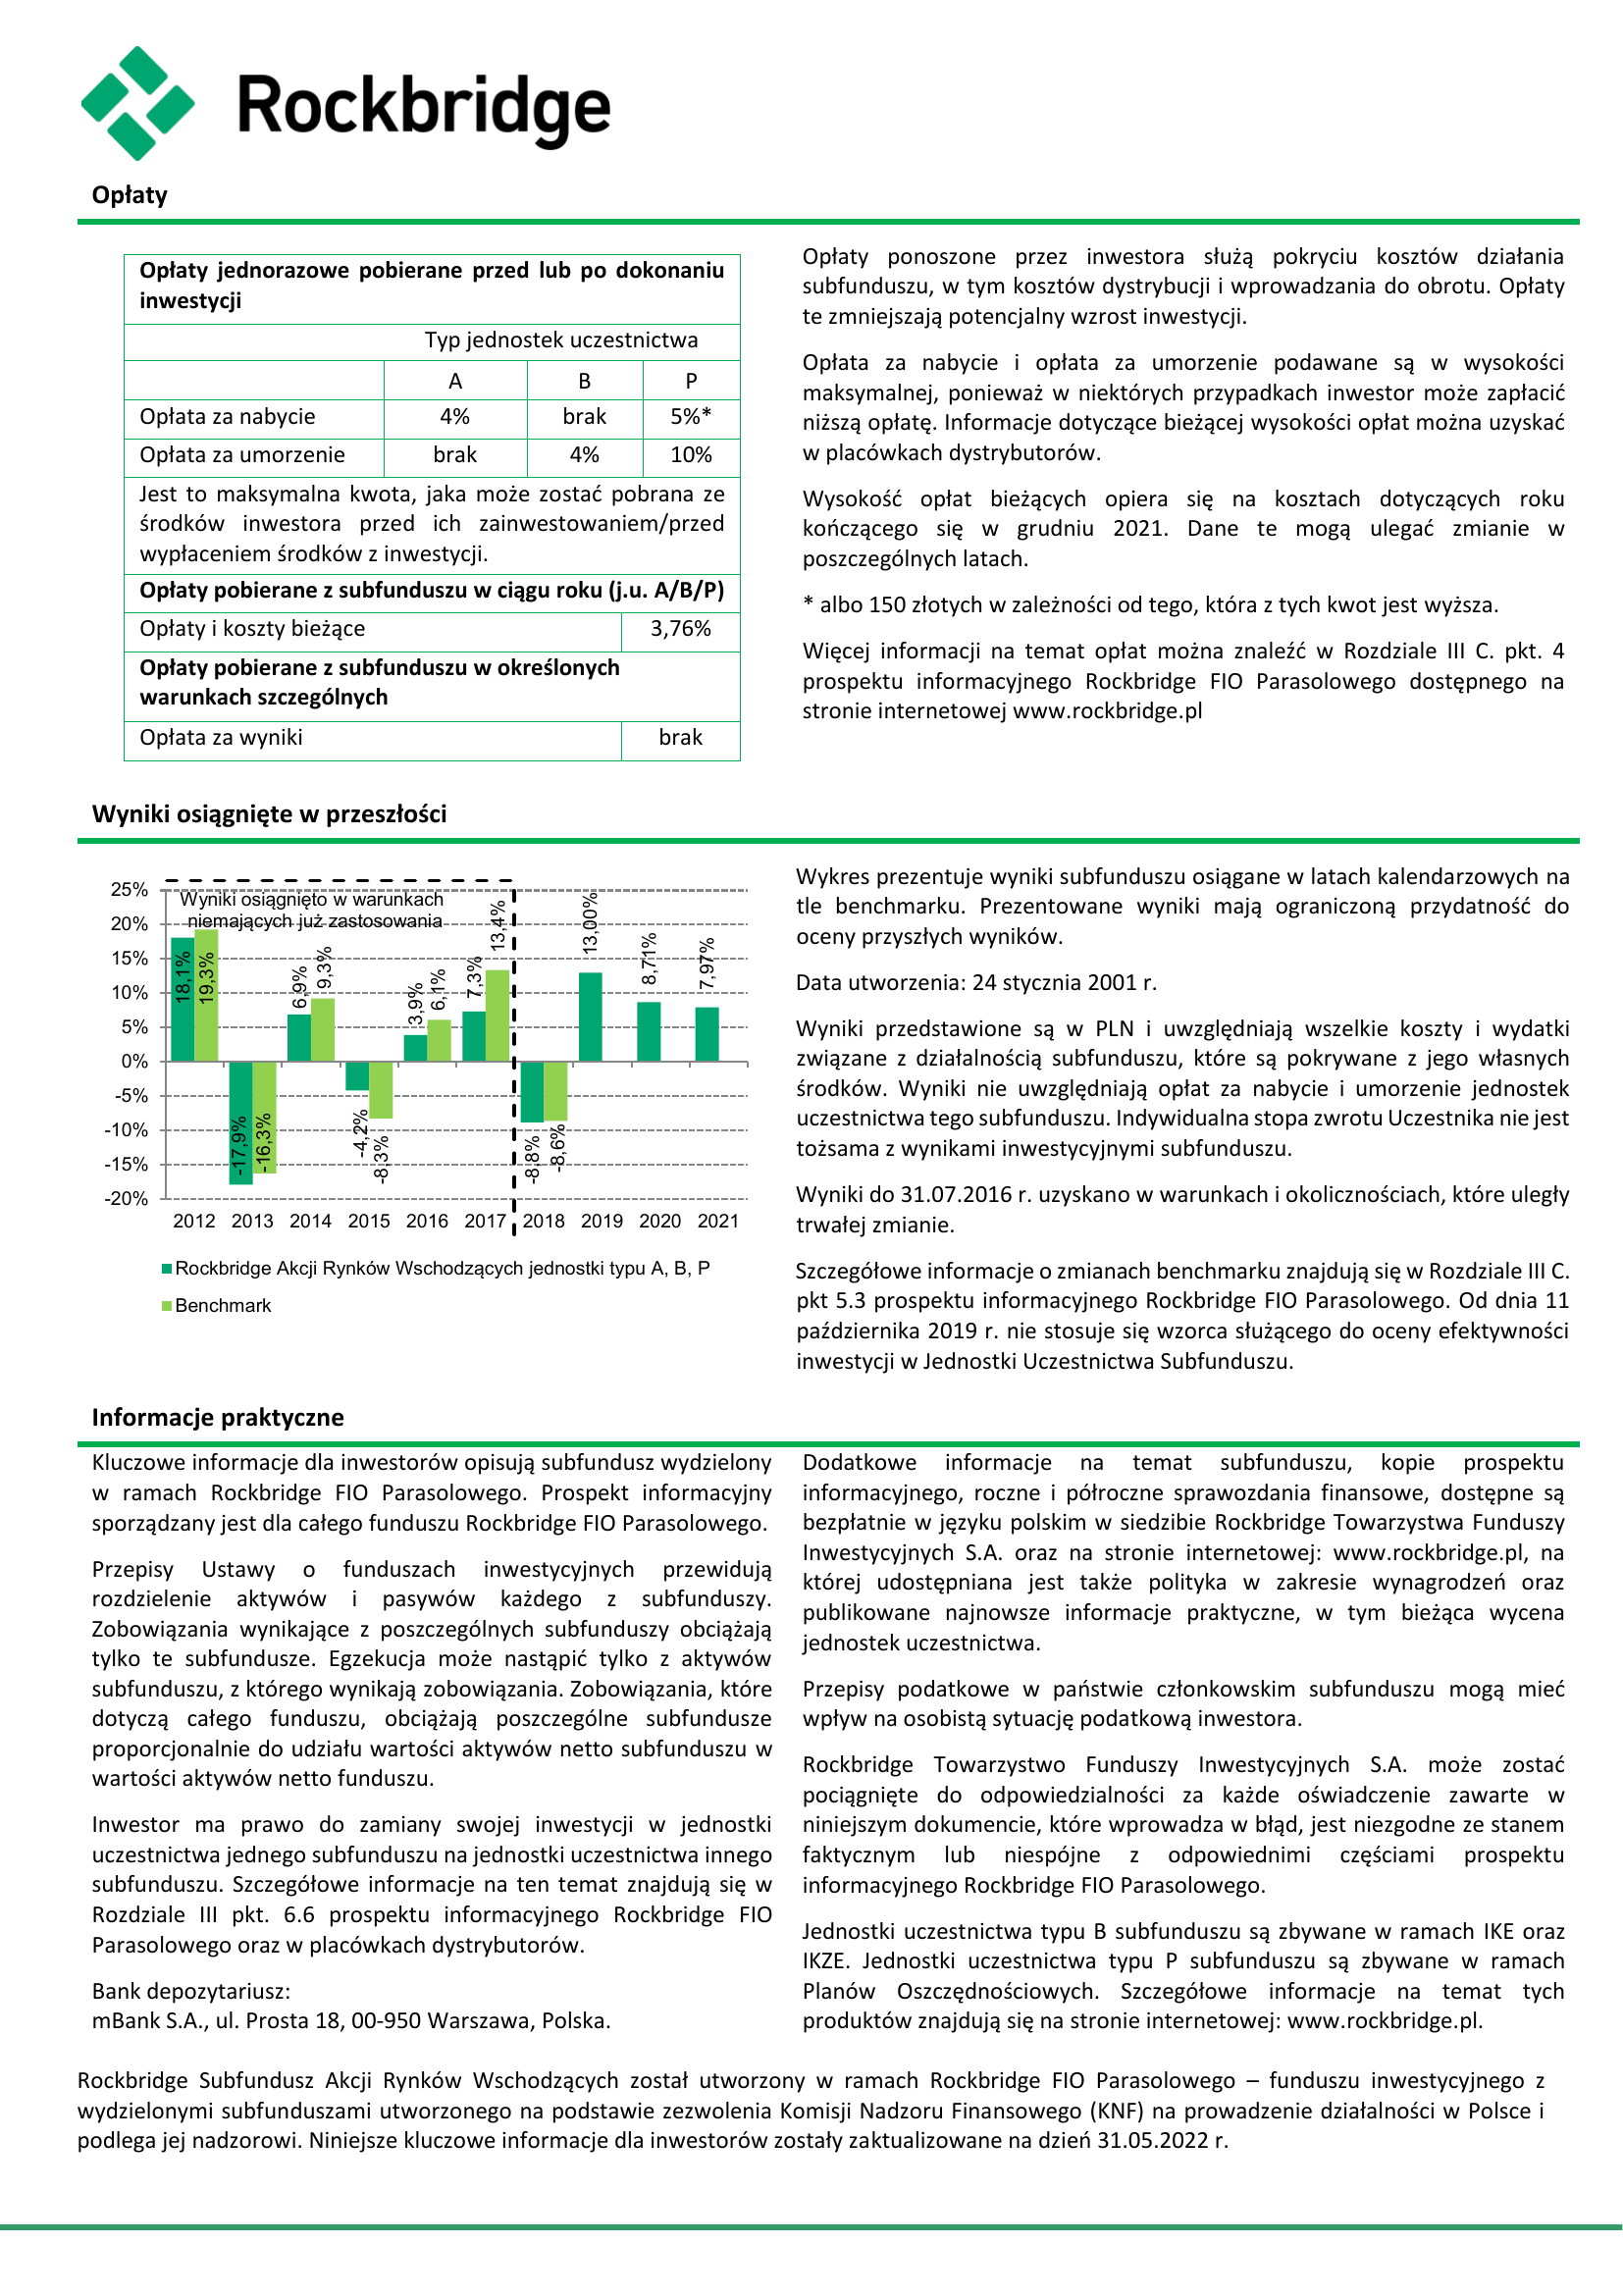 Rockbridge
Opłaty
Opłaty jednorazowe pobierane przed lub po dokonaniu
inwestycji
Typ jednostek uczestnictwa
A B P
Opłata za nabycie 4% brak 5%*
Opłata za umorzenie brak 4% 10%
Jest to maksymalna kwota, jaka może zostać pobrana ze
środków inwestora przed ich zainwestowaniem/przed
wypłaceniem środków z inwestycji.
Opłaty pobierane z subfunduszu w ciągu roku (j.u. A/B/P)
Opłaty i koszty bieżące 3,76%
Opłaty pobierane z subfunduszu w określonych
warunkach szczególnych
Opłata za wyniki brak
Opłaty ponoszone przez inwestora służą pokryciu kosztów działania
subfunduszu, w tym kosztów dystrybucji i wprowadzania do obrotu. Opłaty
te zmniejszają potencjalny wzrost inwestycji.
Opłata za nabycie i opłata za umorzenie podawane są w wysokości
maksymalnej, ponieważ w niektórych przypadkach inwestor może zapłacić
niższą opłatę. Informacje dotyczące bieżącej wysokości opłat można uzyskać
w placówkach dystrybutorów.
Wysokość opłat bieżących opiera się na kosztach dotyczących roku
kończącego się w grudniu 2021. Dane te mogą ulegać zmianie w
poszczególnych latach.
* albo 150 złotych w zależności od tego, która z tych kwot jest wyższa.
Więcej informacji na temat opłat można znaleźć w Rozdziale III C. pkt. 4
prospektu informacyjnego Rockbridge FIO Parasolowego dostępnego na
stronie internetowej www.rockbridge.pl
Wyniki osiągnięte w przeszłości
Wyniki osiągnięto w warunkach
niemających już zastosowania
25%
20%
15%
10%
5%
0%
-5%
-10%
-15%
-20%
18,1% 19,3% -17,9% -16,3% 6,9% 9,3% -4,2% -8,3% 3,9% 6,1% 7,3% 13,4% -8,8% -8,6% 13,00% 8,71% 7,97%
2012 2013 2014 2015 2016 2017 2018 2019 2020 2021
Rockbridge Akcji Rynków Wschodzących jednostki typu A, B, P
Benchmark
Wykres prezentuje wyniki subfunduszu osiągane w latach kalendarzowych na
tle benchmarku. Prezentowane wyniki mają ograniczoną przydatność do
oceny przyszłych wyników.
Data utworzenia: 24 stycznia 2001 r.
Wyniki przedstawione są w PLN i uwzględniają wszelkie koszty i wydatki
związane z działalnością subfunduszu, które są pokrywane z jego własnych
środków. Wyniki nie uwzględniają opłat za nabycie i umorzenie jednostek
uczestnictwa tego subfunduszu. Indywidualna stopa zwrotu Uczestnika nie jest
tożsama z wynikami inwestycyjnymi subfunduszu.
Wyniki do 31.07.2016 r. uzyskano w warunkach i okolicznościach, które uległy
trwałej zmianie.
Szczegółowe informacje o zmianach benchmarku znajdują się w Rozdziale III C.
pkt 5.3 prospektu informacyjnego Rockbridge FIO Parasolowego. Od dnia 11
października 2019 r. nie stosuje się wzorca służącego do oceny efektywności
inwestycji w Jednostki Uczestnictwa Subfunduszu.
Informacje praktyczne
Kluczowe informacje dla inwestorów opisują subfundusz wydzielony
w ramach Rockbridge FIO Parasolowego. Prospekt informacyjny
sporządzany jest dla całego funduszu Rockbridge FIO Parasolowego.
Przepisy Ustawy o funduszach inwestycyjnych przewidują
rozdzielenie aktywów i pasywów każdego z subfunduszy.
Zobowiązania wynikające z poszczególnych subfunduszy obciążają
tylko te subfundusze. Egzekucja może nastąpić tylko z aktywów
subfunduszu, z którego wynikają zobowiązania. Zobowiązania, które
dotyczą całego funduszu, obciążają poszczególne subfundusze
proporcjonalnie do udziału wartości aktywów netto subfunduszu w
wartości aktywów netto funduszu.
Inwestor ma prawo do zamiany swojej inwestycji w jednostki
uczestnictwa jednego subfunduszu na jednostki uczestnictwa innego
subfunduszu. Szczegółowe informacje na ten temat znajdują się w
Rozdziale III pkt. 6.6 prospektu informacyjnego Rockbridge FIO
Parasolowego oraz w placówkach dystrybutorów.
Bank depozytariusz:
mBank S.A., ul. Prosta 18, 00-950 Warszawa, Polska.
Dodatkowe informacje na temat subfunduszu, kopie prospektu
informacyjnego, roczne i półroczne sprawozdania finansowe, dostępne są
bezpłatnie w języku polskim w siedzibie Rockbridge Towarzystwa Funduszy
Inwestycyjnych S.A. oraz na stronie internetowej: www.rockbridge.pl, na
której udostępniana jest także polityka w zakresie wynagrodzeń oraz
publikowane najnowsze informacje praktyczne, w tym bieżąca wycena
jednostek uczestnictwa.
Przepisy podatkowe w państwie członkowskim subfunduszu mogą mieć
wpływ na osobistą sytuację podatkową inwestora.
Rockbridge Towarzystwo Funduszy Inwestycyjnych S.A. może zostać
pociągnięte do odpowiedzialności za każde oświadczenie zawarte w
niniejszym dokumencie, które wprowadza w błąd, jest niezgodne ze stanem
faktycznym lub niespójne z odpowiednimi częściami prospektu
informacyjnego Rockbridge FIO Parasolowego.
Jednostki uczestnictwa typu B subfunduszu są zbywane w ramach IKE oraz
IKZE. Jednostki uczestnictwa typu P subfunduszu są zbywane w ramach
Planów Oszczędnościowych. Szczegółowe informacje na temat tych
produktów znajdują się na stronie internetowej: www.rockbridge.pl.
Rockbridge Subfundusz Akcji Rynków Wschodzących został utworzony w ramach Rockbridge FIO Parasolowego – funduszu inwestycyjnego z
wydzielonymi subfunduszami utworzonego na podstawie zezwolenia Komisji Nadzoru Finansowego (KNF) na prowadzenie działalności w Polsce i
podlega jej nadzorowi. Niniejsze kluczowe informacje dla inwestorów zostały zaktualizowane na dzień 31.05.2022 r.